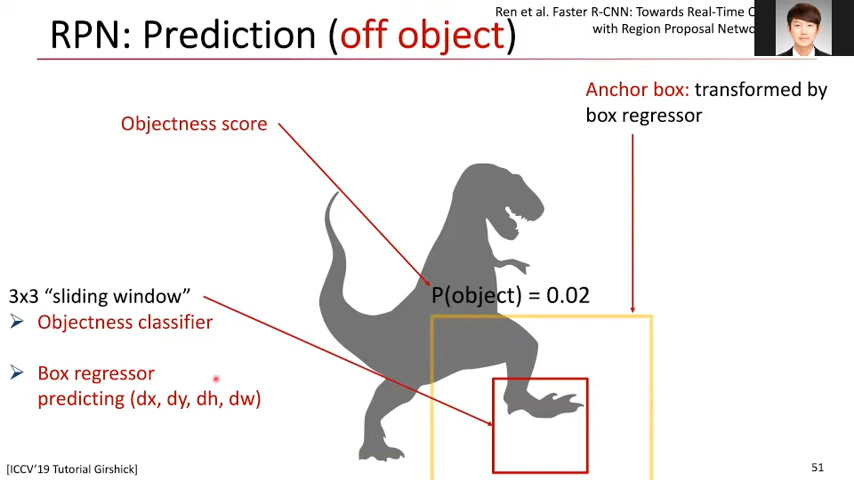 RPN: Prediction (off object)
Ren et al. Faster R-CNN: Towards Real-Time
with Region Proposal
Anchor box: transformed by
box regressor
Objectness score
3x3 “sliding window”
P(object) = 0.02
➢ Objectness classifier
➢ Box regressor
predicting (dx, dy, dh, dw)
[ICCV’19 Tutorial Girshick]
51